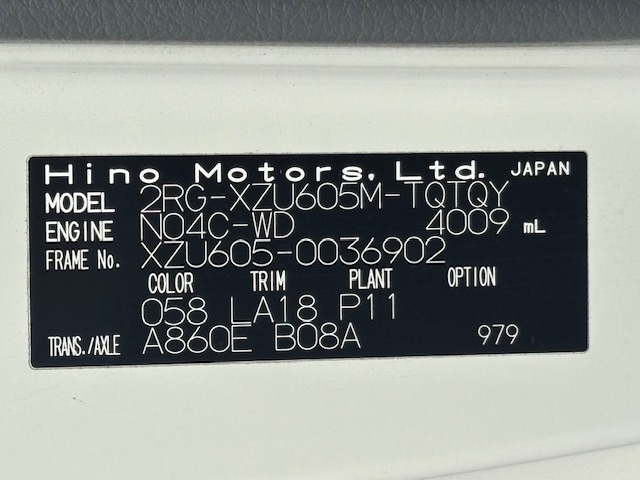 Hino Motors, Ltd. JAPAN
MODEL 2RG-XZU605M-TQTQY
ENGINE N04C-WD 4009 mL
FRAME No. XZU605-0036902
COLOR TRIM PLANT OPTION
058 LA18 P11
TRANS./AXLE A860E B08A 979